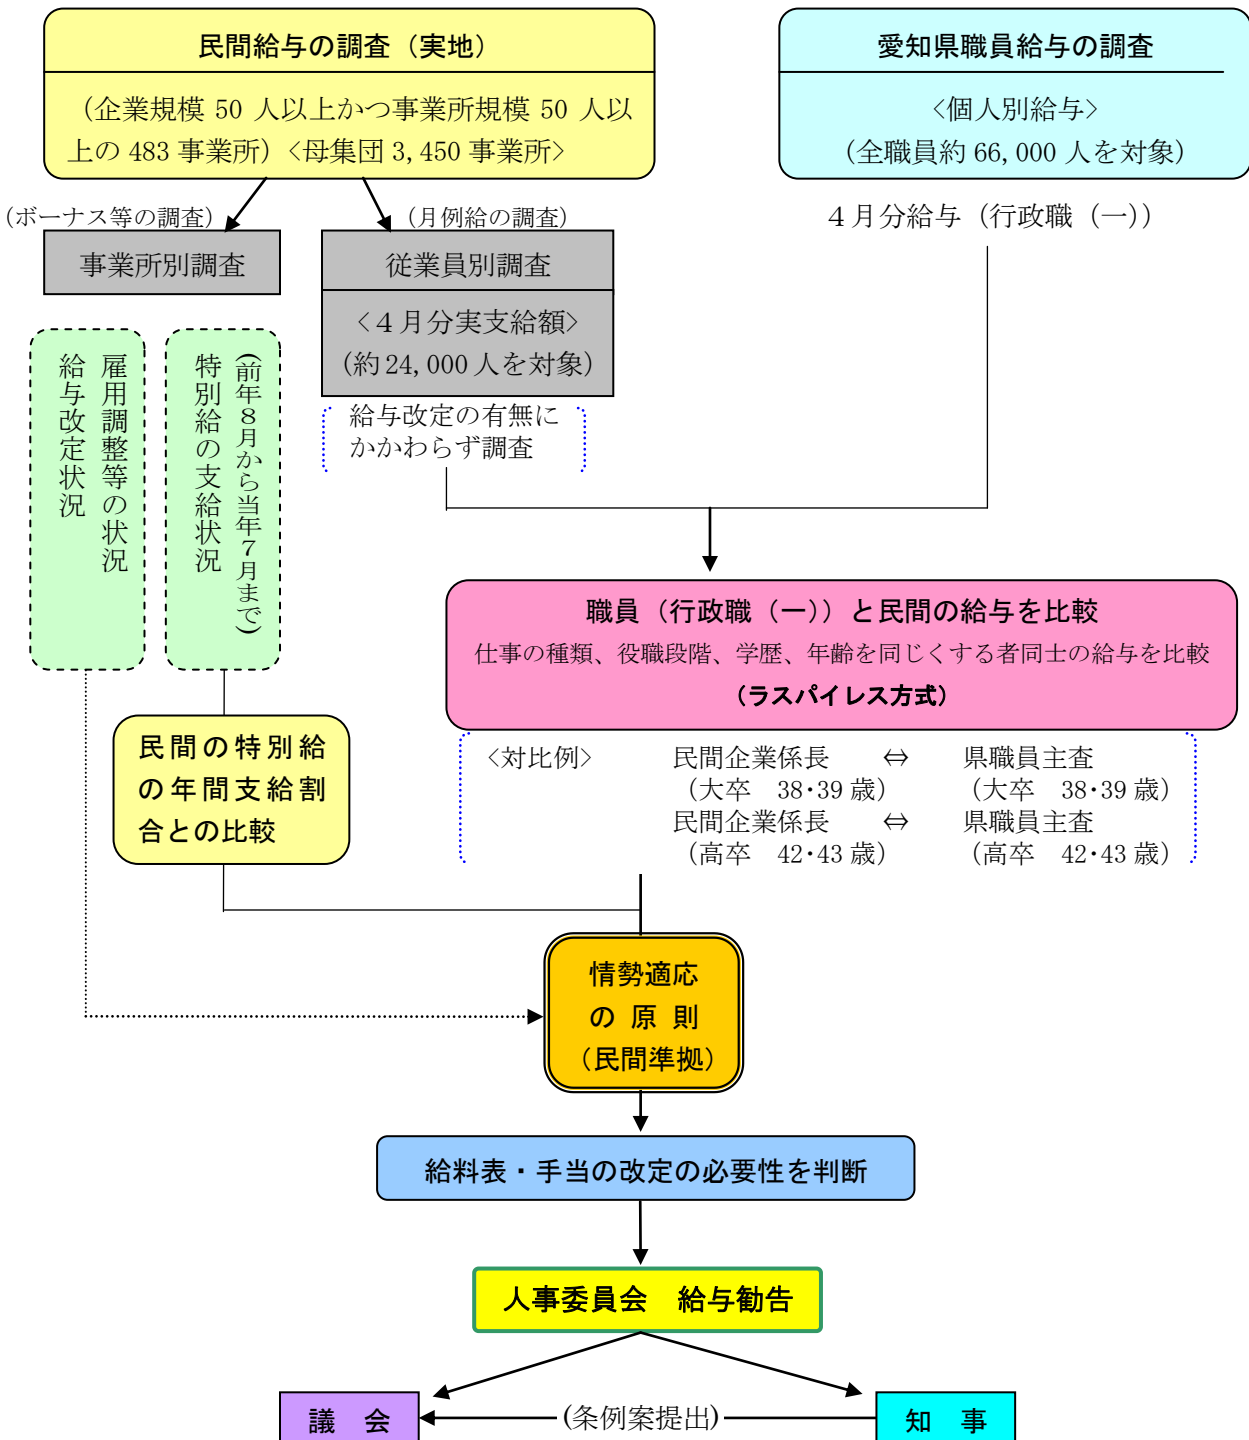 民間給与の調査（実地）
（企業規模 50 人以上かつ事業所規模 50 人以
上の 483 事業所）＜母集団 3,450 事業所＞
愛知県職員給与の調査
＜個人別給与＞
（全職員約 66,000 人を対象）
（ボーナス等の調査）
（月例給の調査）
４月分給与（行政職（一））
事業所別調査
従業員別調査
＜４月分実支給額＞
（約 24,000 人を対象）
給与改定の有無に
かかわらず調査
雇用調整等の状況
給与改定状況
（前年８月から当年７月まで）
特別給の支給状況
職員（行政職（一））と民間の給与を比較
仕事の種類、役職段階、学歴、年齢を同じくする者同士の給与を比較
（ラスパイレス方式）
民間の特別給
の年間支給割
合との比較
＜対比例＞　民間企業係長　⇔　県職員主査
（大卒　38・39 歳）　（大卒　38・39 歳）
民間企業係長　⇔　県職員主査
（高卒　42・43 歳）　（高卒　42・43 歳）
情勢適応
の 原 則
（民間準拠）
給料表・手当の改定の必要性を判断
人事委員会　給与勧告
議　会
（条例案提出）
知　事